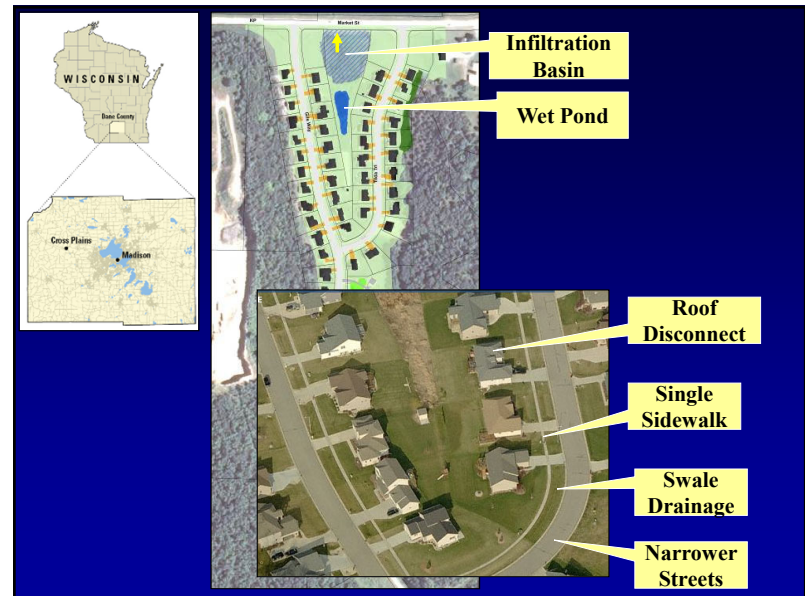 WISCONSIN
Dane County
Cross Plains
Madison
KP
Market St
Infiltration
Basin
Wet Pond
Roof
Disconnect
Single
Sidewalk
Swale
Drainage
Narrower
Streets